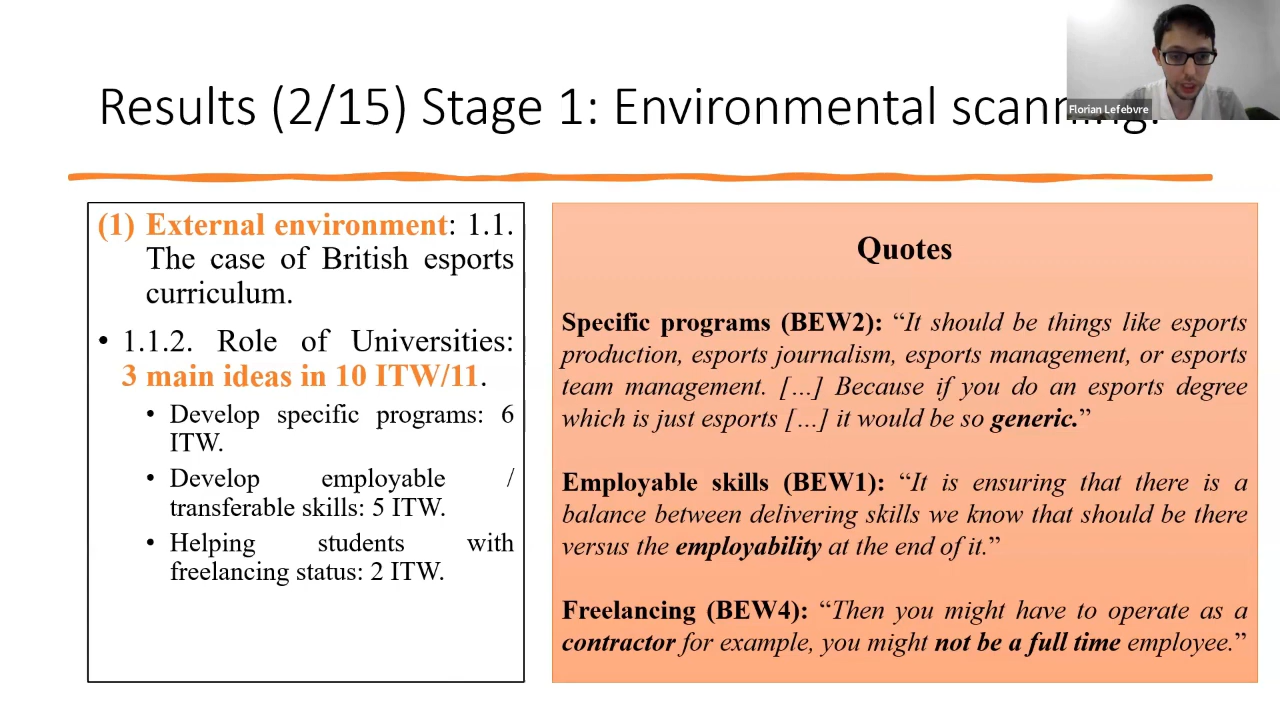 Results (2/15) Stage 1: Environmental scanning.
Florian Lefebvre
(1) External environment: 1.1.
The case of British esports
curriculum.
• 1.1.2. Role of Universities:
3 main ideas in 10 ITW/11.
• Develop specific programs: 6
ITW.
• Develop employable /
transferable skills: 5 ITW.
• Helping students with
freelancing status: 2 ITW.
Quotes
Specific programs (BEW2): “It should be things like esports
production, esports journalism, esports management, or esports
team management. […] Because if you do an esports degree
which is just esports […] it would be so generic.”
Employable skills (BEW1): “It is ensuring that there is a
balance between delivering skills we know that should be there
versus the employability at the end of it.”
Freelancing (BEW4): “Then you might have to operate as a
contractor for example, you might not be a full time employee.”